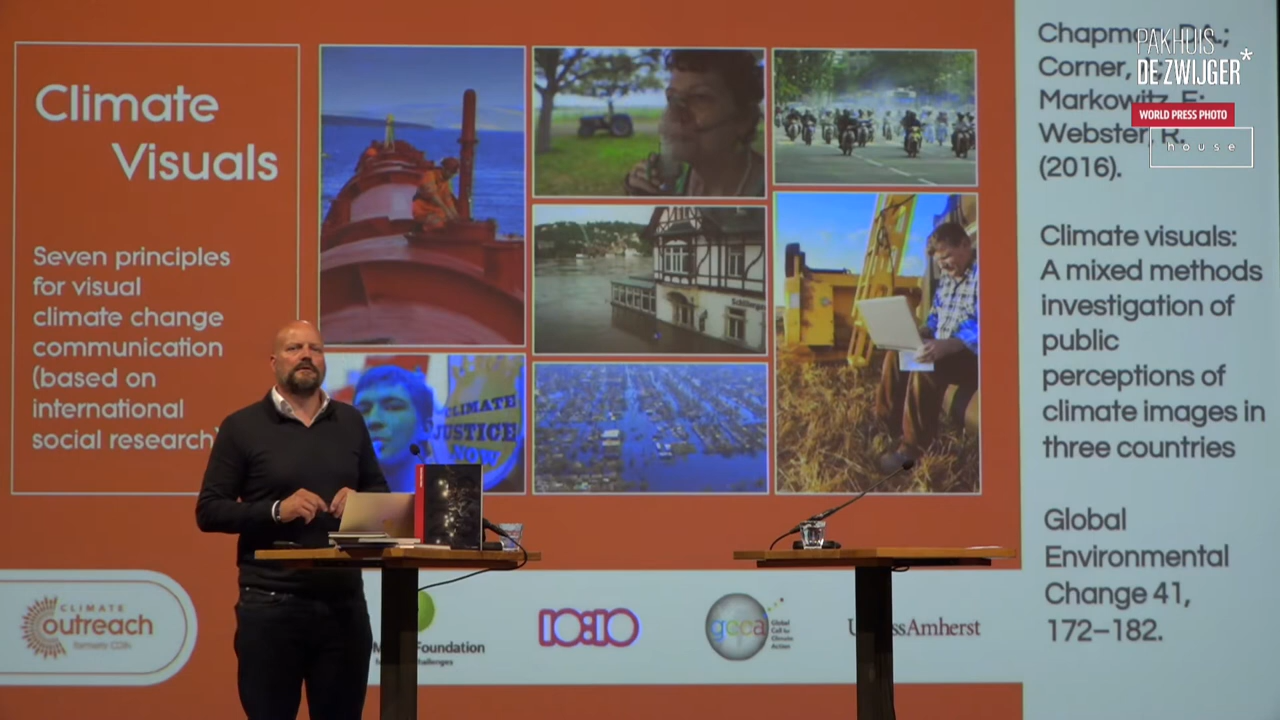 Climate
Visuals
Seven principles
for visual
climate change
communication
(based on
international
social research)
CLIMATE
JUSTICE
NOW
CLIMATE
outreach
formerly COIN
Foundation
10:10
gcca
Global
Call for
Climate
Action
Amherst
Corner,
Markowitz, E;
Webster, R.
(2016).
Climate visuals:
A mixed methods
investigation of
public
perceptions of
climate images in
three countries
Global
Environmental
Change 41,
172–182.
PAKHUIS
DE ZWIJGER*
WORLD PRESS PHOTO
house